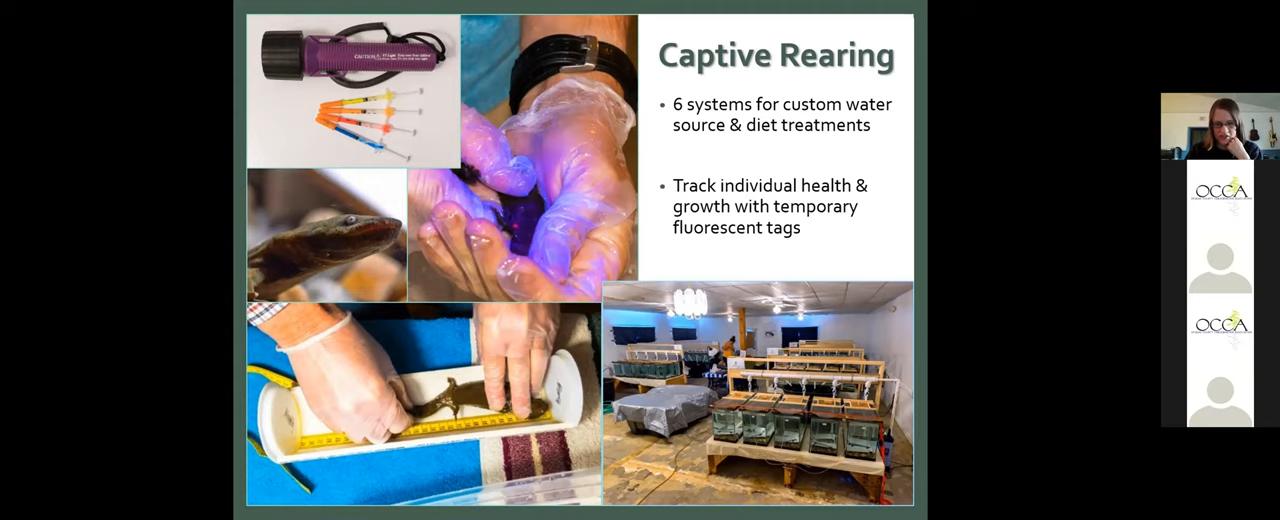 Captive Rearing
• 6 systems for custom water
source & diet treatments
• Track individual health &
growth with temporary
fluorescent tags
OCCA
OCCA